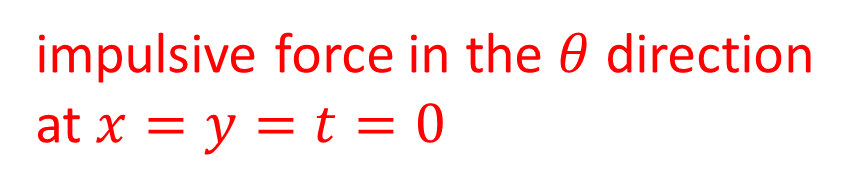 impulsive force in the θ direction
at x = y = t = 0